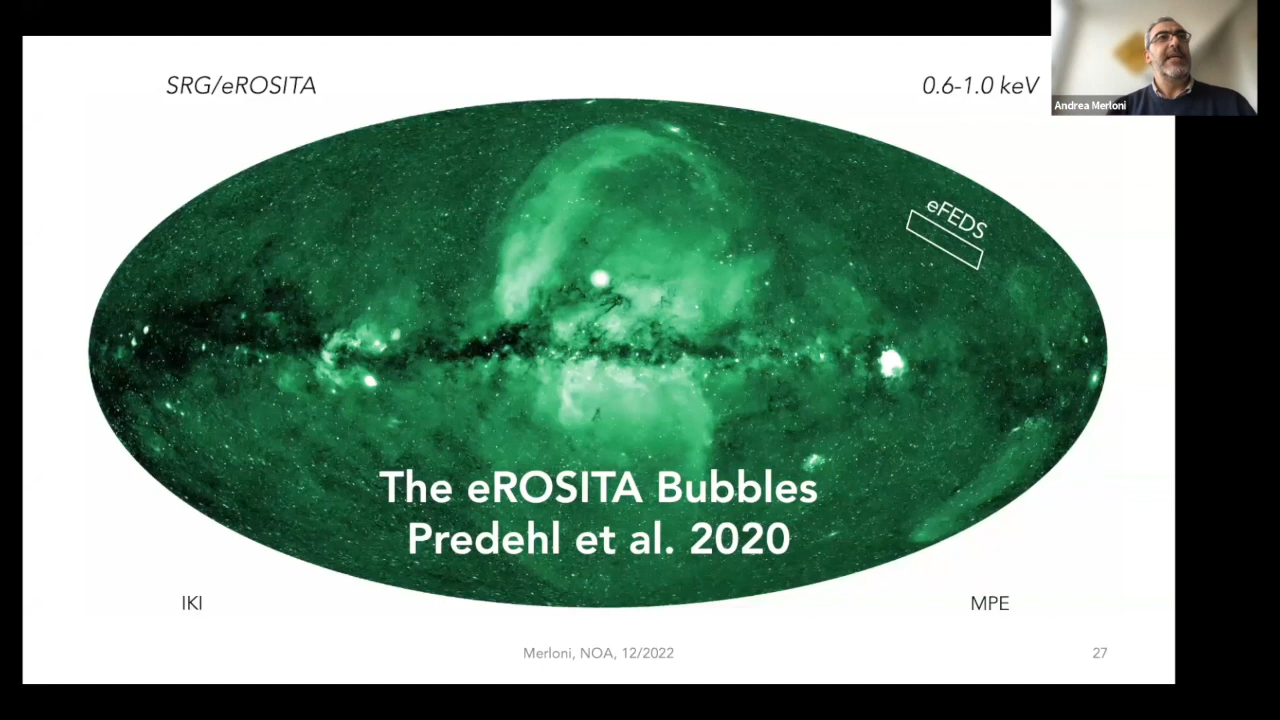 SRG/eROSITA
0.6-1.0 keV
Andrea Merloni
eFEDS
The eROSITA Bubbles
Predehl et al. 2020
IKI
MPE
Merloni, NOA, 12/2022
27